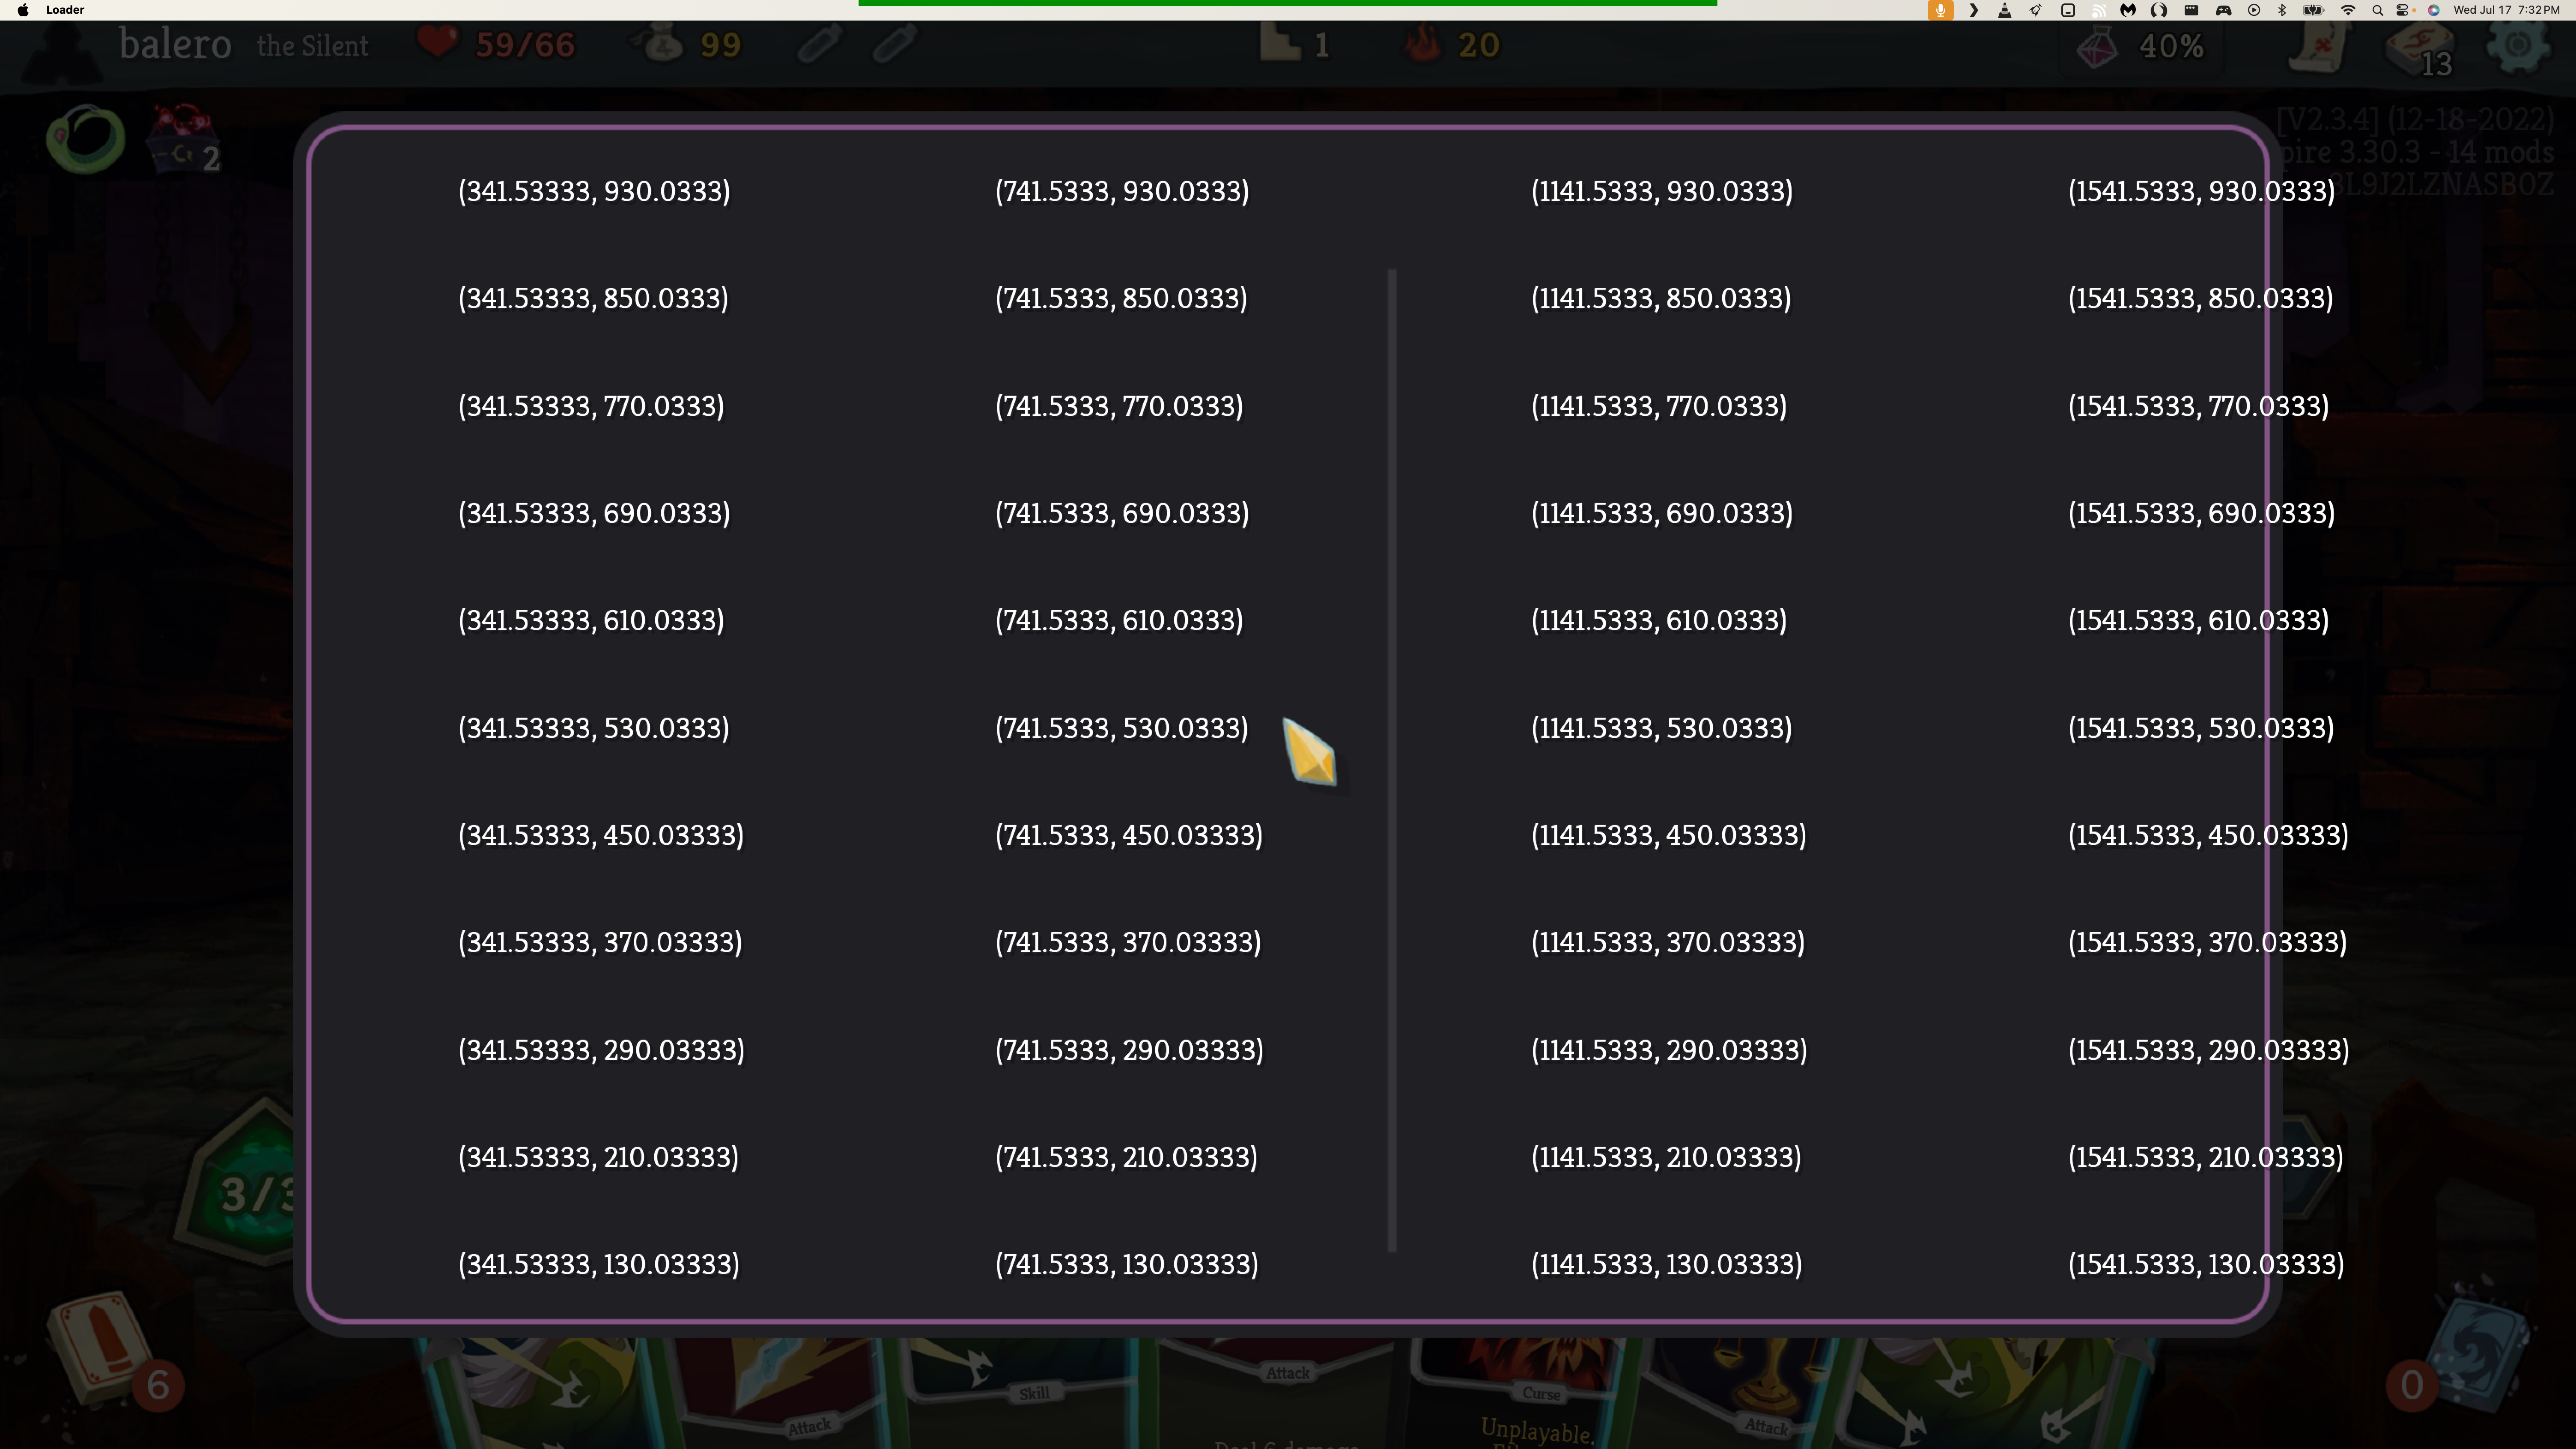 Loader
Wed Jul 17 7:32 PM
balero the Silent 59/66 99 1 20 40% 13
2
[V2.3.4] (12-18-2022)
pire 3.30.3 - 14 mods
3L9J2LZNASB0Z
(341.53333, 930.0333) (741.5333, 930.0333) (1141.5333, 930.0333) (1541.5333, 930.0333)
(341.53333, 850.0333) (741.5333, 850.0333) (1141.5333, 850.0333) (1541.5333, 850.0333)
(341.53333, 770.0333) (741.5333, 770.0333) (1141.5333, 770.0333) (1541.5333, 770.0333)
(341.53333, 690.0333) (741.5333, 690.0333) (1141.5333, 690.0333) (1541.5333, 690.0333)
(341.53333, 610.0333) (741.5333, 610.0333) (1141.5333, 610.0333) (1541.5333, 610.0333)
(341.53333, 530.0333) (741.5333, 530.0333) (1141.5333, 530.0333) (1541.5333, 530.0333)
(341.53333, 450.03333) (741.5333, 450.03333) (1141.5333, 450.03333) (1541.5333, 450.03333)
(341.53333, 370.03333) (741.5333, 370.03333) (1141.5333, 370.03333) (1541.5333, 370.03333)
(341.53333, 290.03333) (741.5333, 290.03333) (1141.5333, 290.03333) (1541.5333, 290.03333)
(341.53333, 210.03333) (741.5333, 210.03333) (1141.5333, 210.03333) (1541.5333, 210.03333)
3/3
(341.53333, 130.03333) (741.5333, 130.03333) (1141.5333, 130.03333) (1541.5333, 130.03333)
6
Attack
Skill
Attack
Curse
Attack
0
Unplayable.